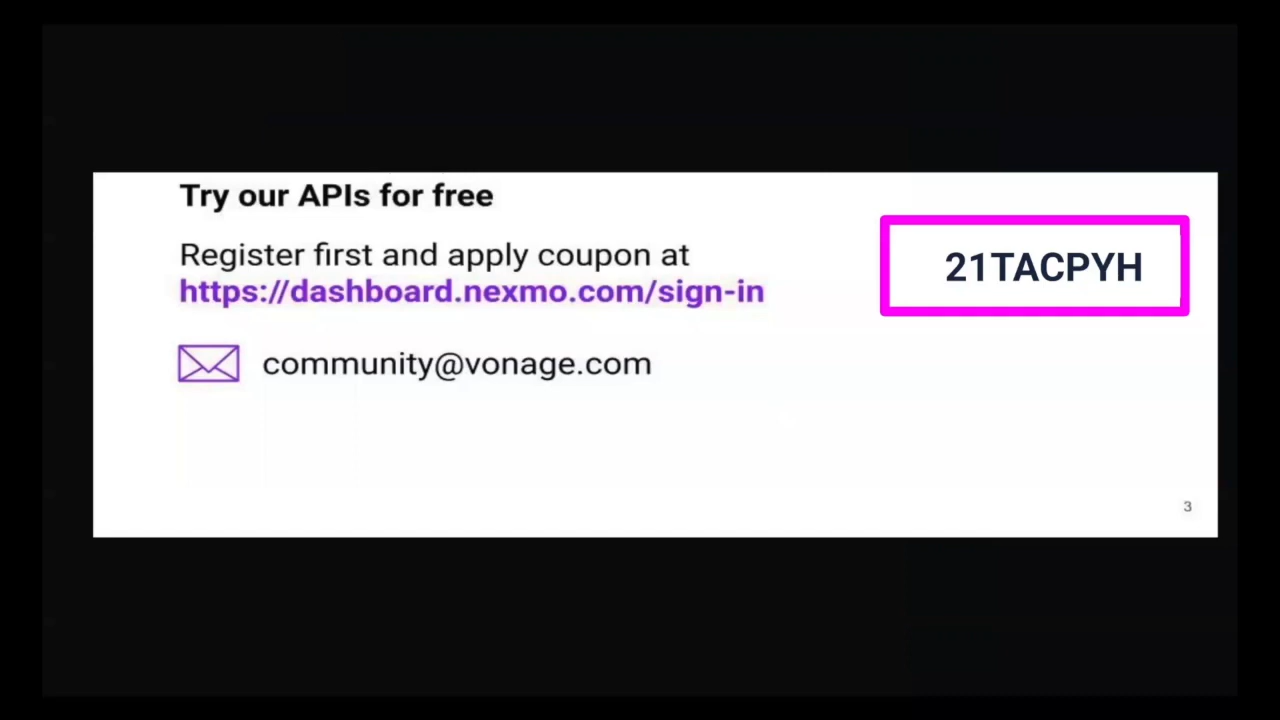 Try our APIs for free
Register first and apply coupon at
https://dashboard.nexmo.com/sign-in
21TACPYH
community@vonage.com
3